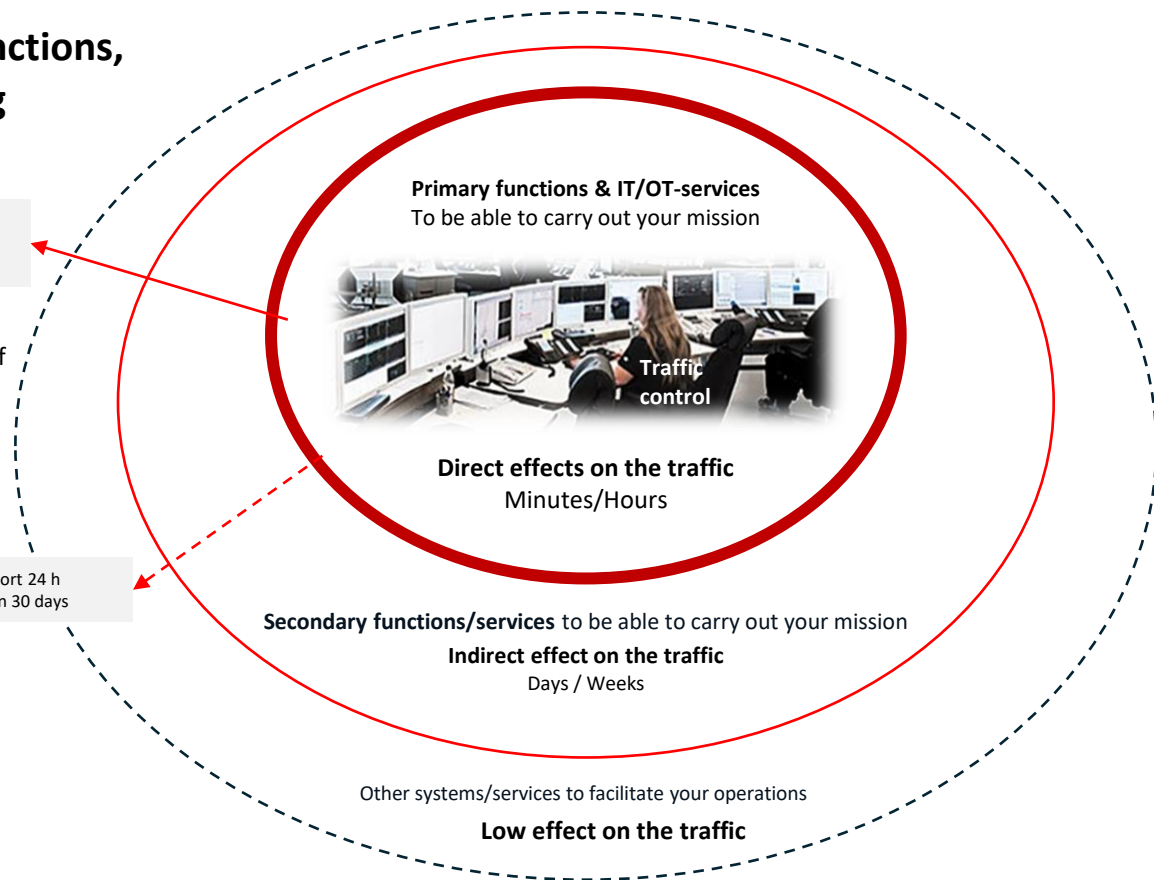 nctions,
g
Primary functions & IT/OT-services
To be able to carry out your mission
f
Traffic
control
Direct effects on the traffic
Minutes/Hours
ort 24 h
n 30 days
Secondary functions/services to be able to carry out your mission
Indirect effect on the traffic
Days / Weeks
Other systems/services to facilitate your operations
Low effect on the traffic